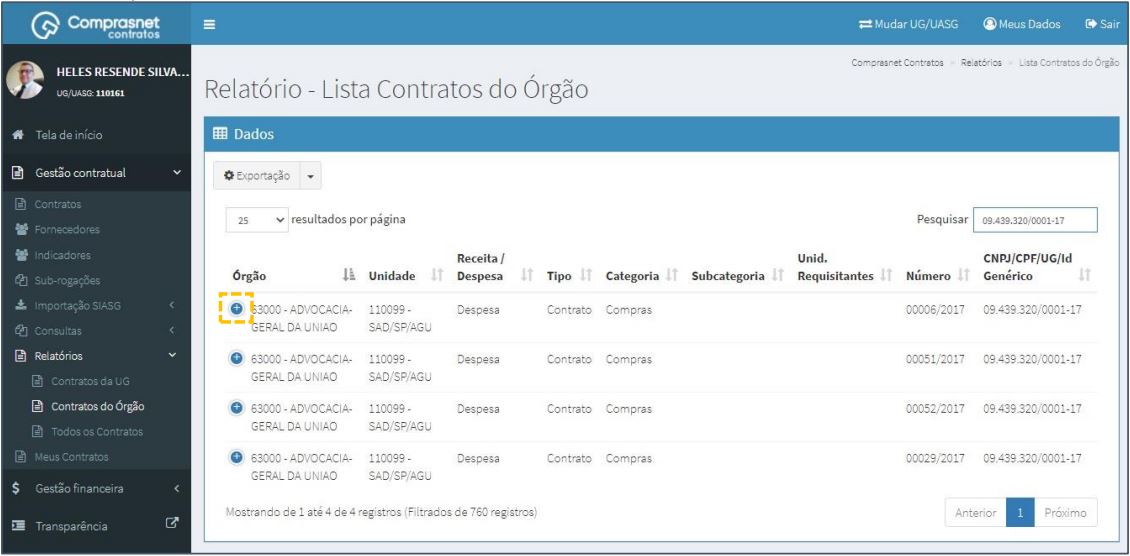 Comprasnet
contratos
Mudar UG/UASG
Meus Dados
Sair
HELES RESENDE SILVA...
UG/UASG: 110161
Comprasnet Contratos > Relatórios > Lista Contratos do Órgão
Relatório - Lista Contratos do Órgão
Tela de início
Gestão contratual
Contratos
Fornecedores
Indicadores
Sub-rogações
Importação SIASG
Consultas
Relatórios
Contratos da UG
Contratos do Órgão
Todos os Contratos
Meus Contratos
Gestão financeira
Transparência
Dados
Exportação
25 resultados por página
Pesquisar 09.439.320/0001-17
Órgão Unidade Receita / Despesa Tipo Categoria Subcategoria Unid. Requisitantes Número CNPJ/CPF/UG/Id Genérico
63000 - ADVOCACIA- 110099 - Despesa Contrato Compras 00006/2017 09.439.320/0001-17
GERAL DA UNIAO SAD/SP/AGU
63000 - ADVOCACIA- 110099 - Despesa Contrato Compras 00051/2017 09.439.320/0001-17
GERAL DA UNIAO SAD/SP/AGU
63000 - ADVOCACIA- 110099 - Despesa Contrato Compras 00052/2017 09.439.320/0001-17
GERAL DA UNIAO SAD/SP/AGU
63000 - ADVOCACIA- 110099 - Despesa Contrato Compras 00029/2017 09.439.320/0001-17
GERAL DA UNIAO SAD/SP/AGU
Mostrando de 1 até 4 de 4 registros (Filtrados de 760 registros)
Anterior 1 Próximo